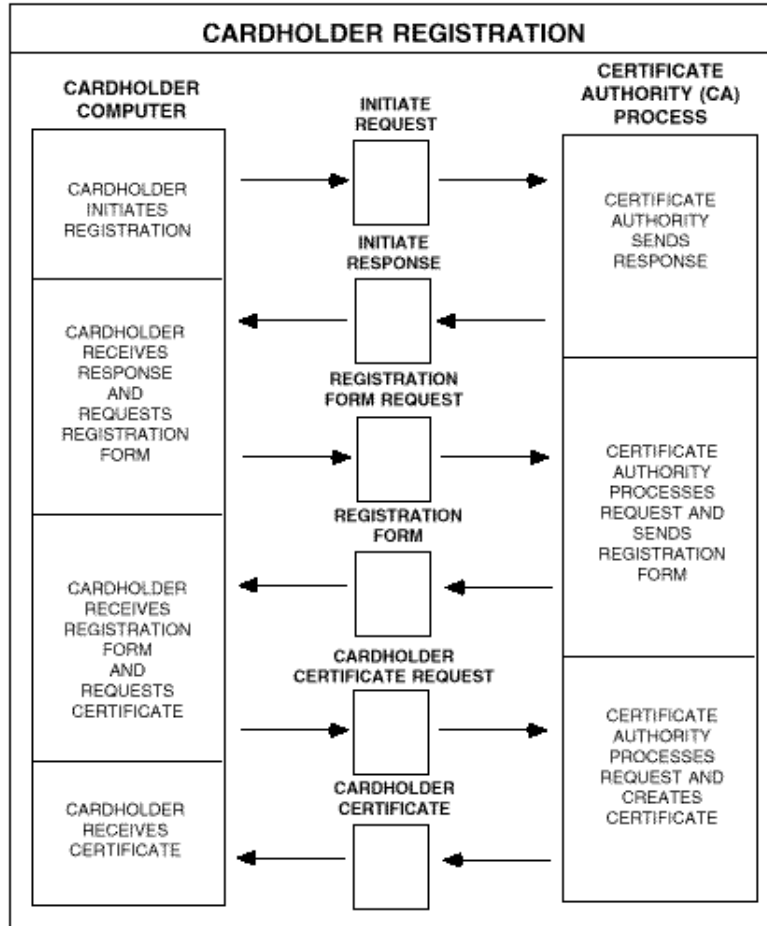 CARDHOLDER REGISTRATION
CARDHOLDER
COMPUTER
INITIATE
REQUEST
CERTIFICATE
AUTHORITY (CA)
PROCESS
CARDHOLDER
INITIATES
REGISTRATION
CERTIFICATE
AUTHORITY
SENDS
RESPONSE
INITIATE
RESPONSE
CARDHOLDER
RECEIVES
RESPONSE
AND
REQUESTS
REGISTRATION
FORM
REGISTRATION
FORM REQUEST
CERTIFICATE
AUTHORITY
PROCESSES
REQUEST AND
SENDS
REGISTRATION
FORM
REGISTRATION
FORM
CARDHOLDER
RECEIVES
REGISTRATION
FORM
AND
REQUESTS
CERTIFICATE
CARDHOLDER
CERTIFICATE REQUEST
CERTIFICATE
AUTHORITY
PROCESSES
REQUEST AND
CREATES
CERTIFICATE
CARDHOLDER
CERTIFICATE
CARDHOLDER
RECEIVES
CERTIFICATE